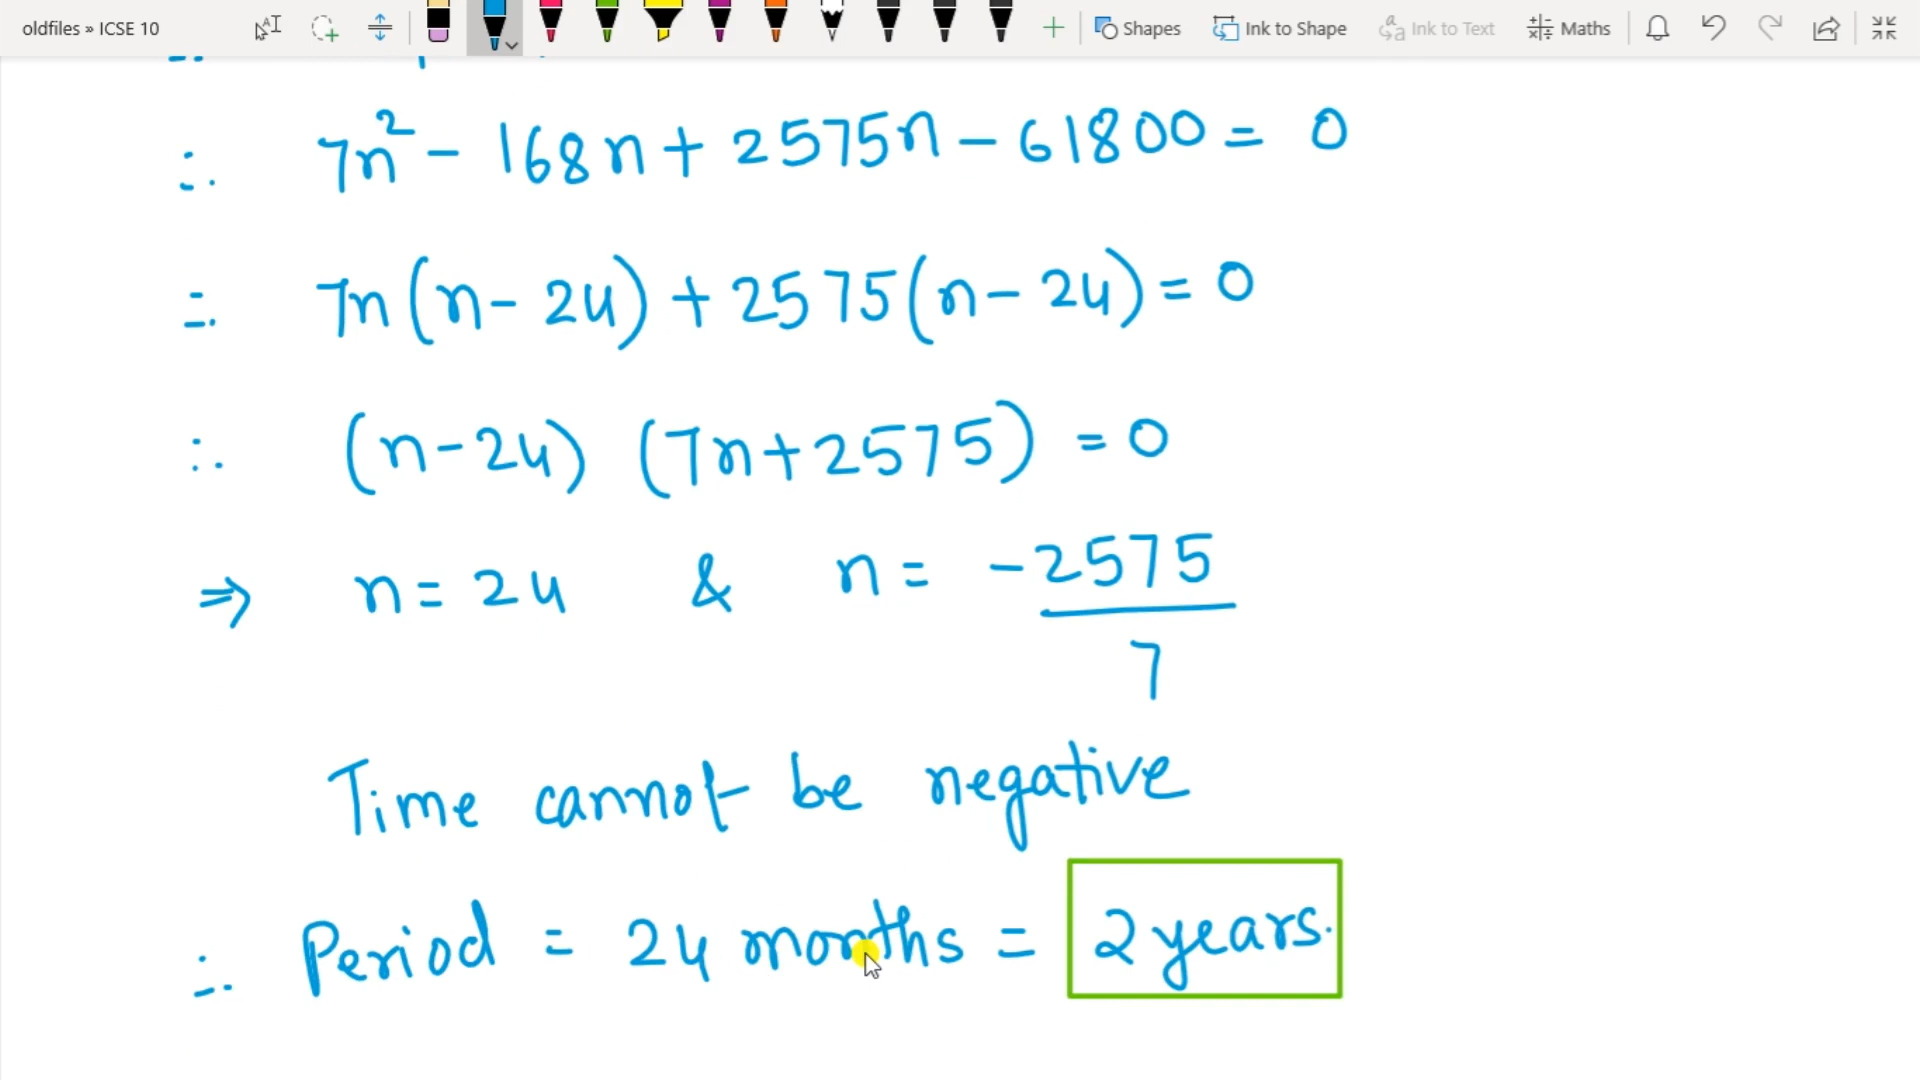 oldfiles » ICSE 10 Shapes Ink to Shape Ink to Text Maths
∴ 7n² - 168n + 2575n - 61800 = 0
∴ 7n(n - 24) + 2575(n - 24) = 0
∴ (n - 24) (7n + 2575) = 0
⇒ n = 24 & n = -2575/7
Time cannot be negative
∴ Period = 24 months = 2 years.